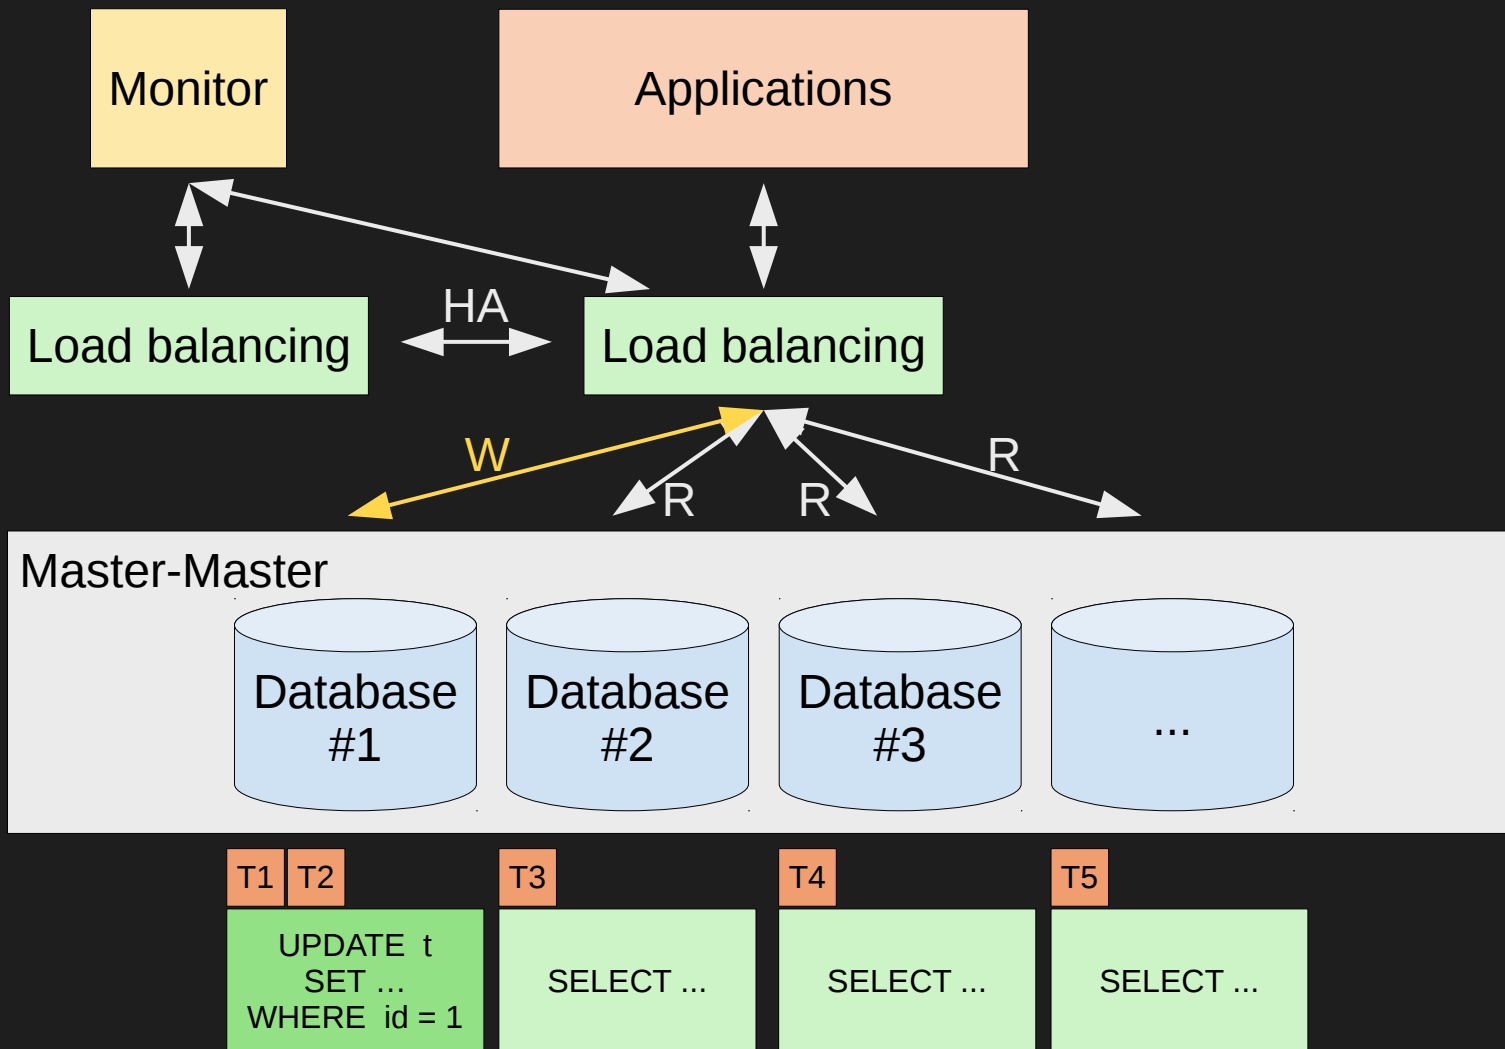 Monitor
Applications
HA
Load balancing
Load balancing
W
R
R
R
Master-Master
Database
#1
Database
#2
Database
#3
...
T1
T2
T3
T4
T5
UPDATE t
SET …
WHERE id = 1
SELECT ...
SELECT ...
SELECT ...